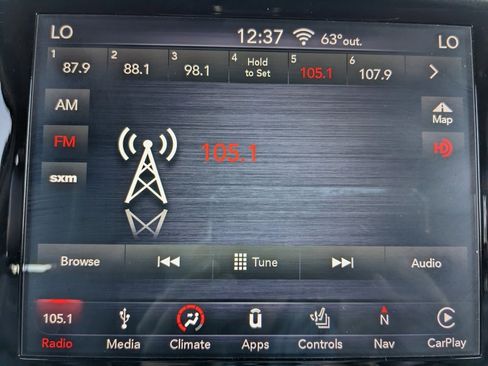 LO 12:37 63°out. LO
1 87.9 2 88.1 3 98.1 4 Hold to Set 5 105.1 6 107.9
AM
Map
FM
105.1
HD
sxm
Browse Tune Audio
105.1 N
Radio Media Climate Apps Controls Nav CarPlay